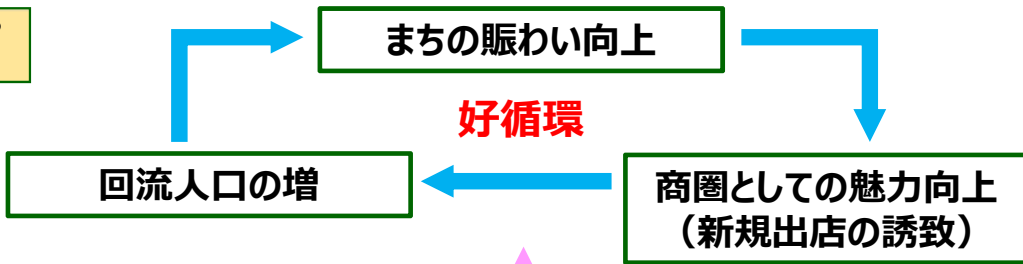 まちの賑わい向上
好循環
回流人口の増
商圏としての魅力向上
（新規出店の誘致）